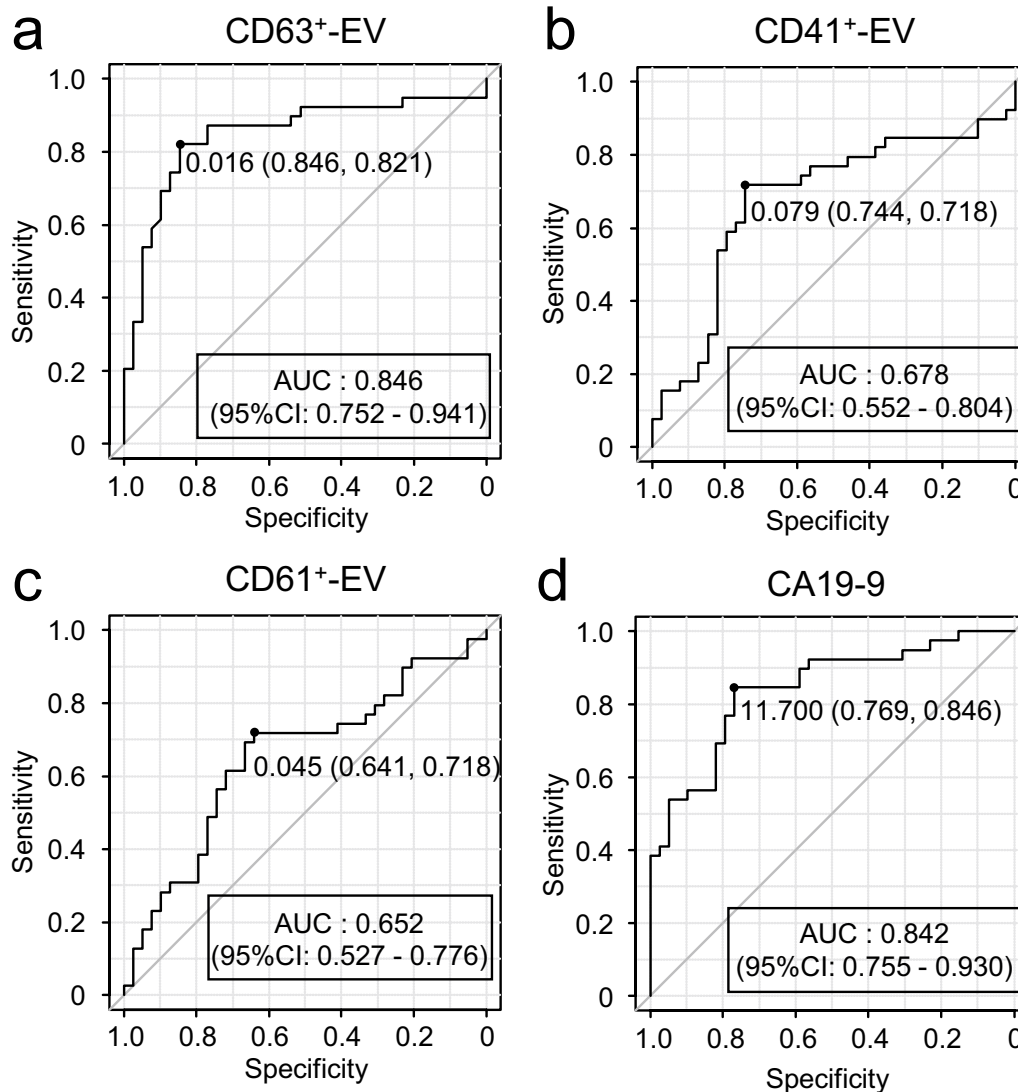 a
CD63⁺-EV
1.0
0.8
0.6
0.4
0.2
0
Sensitivity
0.016 (0.846, 0.821)
AUC : 0.846
(95%CI: 0.752 - 0.941)
1.0 0.8 0.6 0.4 0.2 0
Specificity
b
CD41⁺-EV
1.0
0.8
0.6
0.4
0.2
0
Sensitivity
0.079 (0.744, 0.718)
AUC : 0.678
(95%CI: 0.552 - 0.804)
1.0 0.8 0.6 0.4 0.2 0
Specificity
c
CD61⁺-EV
1.0
0.8
0.6
0.4
0.2
0
Sensitivity
0.045 (0.641, 0.718)
AUC : 0.652
(95%CI: 0.527 - 0.776)
1.0 0.8 0.6 0.4 0.2 0
Specificity
d
CA19-9
1.0
0.8
0.6
0.4
0.2
0
Sensitivity
11.700 (0.769, 0.846)
AUC : 0.842
(95%CI: 0.755 - 0.930)
1.0 0.8 0.6 0.4 0.2 0
Specificity